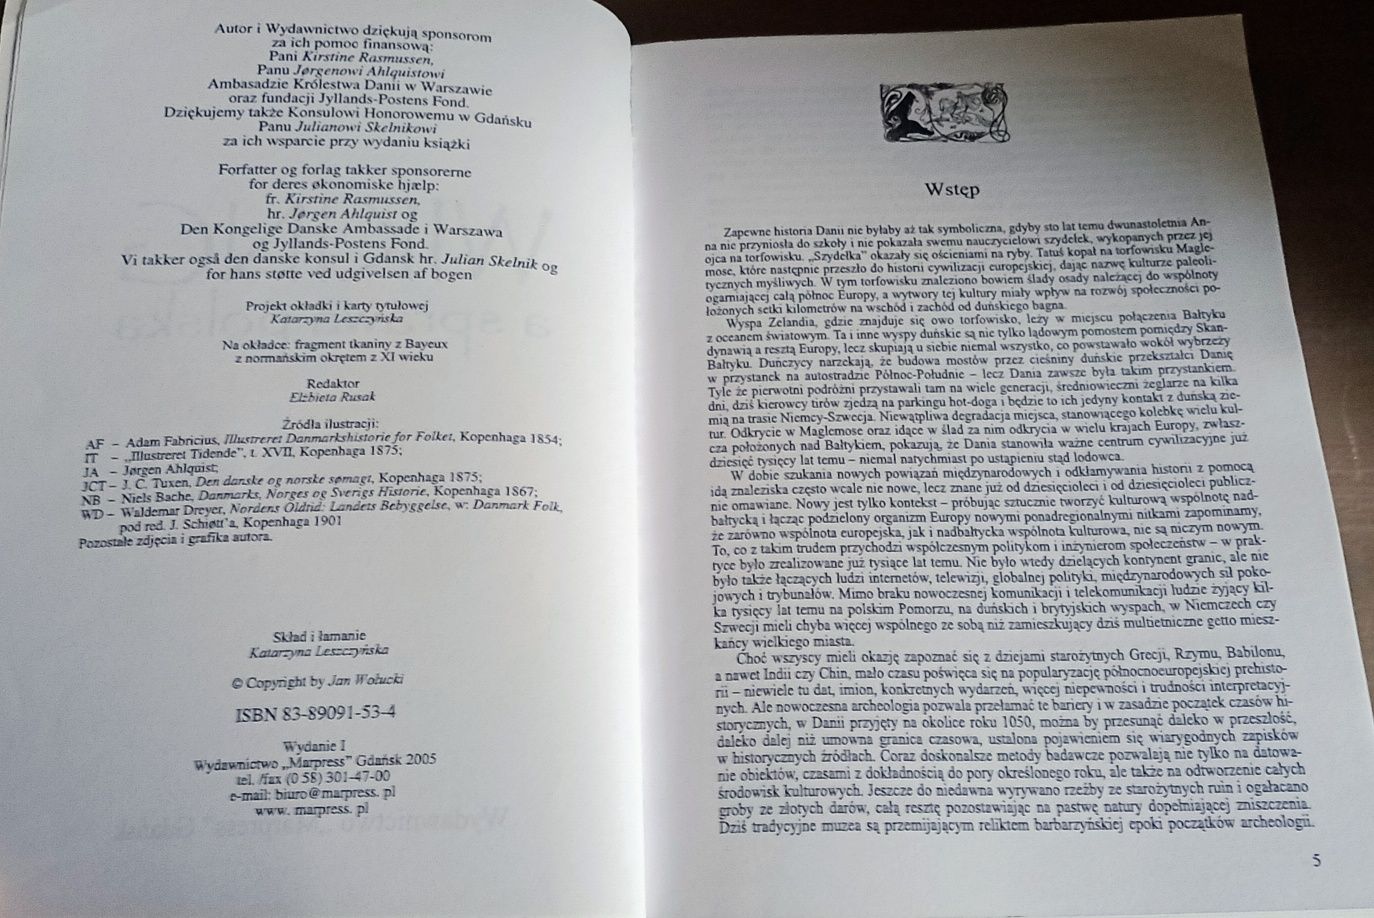 Autor i Wydawnictwo dziękują sponsorom
za ich pomoc finansową:
Pani Kirstine Rasmussen,
Panu Jørgenowi Ahlquistowi
Ambasadzie Królestwa Danii w Warszawie
oraz fundacji Jyllands-Postens Fond.
Dziękujemy także Konsulowi Honorowemu w Gdańsku
Panu Julianowi Skelnikowi
za ich wsparcie przy wydaniu książki
Forfatter og forlag takker sponsorerne
for deres økonomiske hjælp:
fr. Kirstine Rasmussen,
hr. Jørgen Ahlquist og
Den Kongelige Danske Ambassade i Warszawa
og Jyllands-Postens Fond.
Vi takker også den danske konsul i Gdansk hr. Julian Skelnik og
for hans støtte ved udgivelsen af bogen
Projekt okładki i karty tytułowej
Katarzyna Leszczyńska
Na okładce: fragment tkaniny z Bayeux
z normańskim okrętem z XI wieku
Redaktor
Elżbieta Rusak
Źródła ilustracji:
AF – Adam Fabricius, Illustreret Danmarkshistorie for Folket, Kopenhaga 1854;
IT – „Illustreret Tidende”, t. XVII, Kopenhaga 1875;
JA – Jørgen Ahlquist;
JCT – J. C. Tuxen, Den danske og norske sømagt, Kopenhaga 1875;
NB – Niels Bache, Danmarks, Norges og Sverigs Historie, Kopenhaga 1867;
WD – Waldemar Dreyer, Nordens Oldtid: Landets Bebyggelse, w: Danmark Folk,
pod red. J. Schiøtt'a, Kopenhaga 1901
Pozostałe zdjęcia i grafika autora.
Skład i łamanie
Katarzyna Leszczyńska
© Copyright by Jan Wołucki
ISBN 83-89091-53-4
Wydanie I
Wydawnictwo „Marpress” Gdańsk 2005
tel. /fax (0 58) 301-47-00
e-mail: biuro@marpress. pl
www. marpress. pl
Wstęp
Zapewne historia Danii nie byłaby aż tak symboliczna, gdyby sto lat temu dwunastoletnia An-
na nie przyniosła do szkoły i nie pokazała swemu nauczycielowi szydełek, wykopanych przez jej
ojca na torfowisku. „Szydełka” okazały się ościeniami na ryby. Tatuś kopał na torfowisku Magle-
mose, które następnie przeszło do historii cywilizacji europejskiej, dając nazwę kulturze paleoli-
tycznych myśliwych. W tym torfowisku znaleziono bowiem ślady osady należącej do wspólnoty
ogarniającej całą północ Europy, a wytwory tej kultury miały wpływ na rozwój społeczności po-
łożonych setki kilometrów na wschód i zachód od duńskiego bagna.
Wyspa Zelandia, gdzie znajduje się owo torfowisko, leży w miejscu połączenia Bałtyku
z oceanem światowym. Ta i inne wyspy duńskie są nie tylko lądowym pomostem pomiędzy Skan-
dynawią a resztą Europy, lecz skupiają u siebie niemal wszystko, co powstawało wokół wybrzeży
Bałtyku. Duńczycy narzekają, że budowa mostów przez cieśniny duńskie przekształci Danię
w przystanek na autostradzie Północ-Południe – lecz Dania zawsze była takim przystankiem.
Tyle że pierwotni podróżni przystawali tam na wiele generacji, średniowieczni żeglarze na kilka
dni, dziś kierowcy tirów zjedzą na parkingu hot-doga i będzie to ich jedyny kontakt z duńską zie-
mią na trasie Niemcy-Szwecja. Niewątpliwa degradacja miejsca, stanowiącego kolebkę wielu kul-
tur. Odkrycie w Maglemose oraz idące w ślad za nim odkrycia w wielu krajach Europy, zwłasz-
cza położonych nad Bałtykiem, pokazują, że Dania stanowiła ważne centrum cywilizacyjne już
dziesięć tysięcy lat temu – niemal natychmiast po ustąpieniu stąd lodowca.
W dobie szukania nowych powiązań międzynarodowych i odkłamywania historii z pomocą
idą znaleziska często wcale nie nowe, lecz znane już od dziesięcioleci i od dziesięcioleci publicz-
nie omawiane. Nowy jest tylko kontekst – próbując sztucznie tworzyć kulturową wspólnotę nad-
bałtycką i łącząc podzielony organizm Europy nowymi ponadregionalnymi nitkami zapominamy,
że zarówno wspólnota europejska, jak i nadbałtycka wspólnota kulturowa, nie są niczym nowym.
To, co z takim trudem przychodzi współczesnym politykom i inżynierom społeczeństw – w prak-
tyce było zrealizowane już tysiące lat temu. Nie było wtedy dzielących kontynent granic, ale nie
było także łączących ludzi internetów, telewizji, globalnej polityki, międzynarodowych sił poko-
jowych i trybunałów. Mimo braku nowoczesnej komunikacji i telekomunikacji ludzie żyjący kil-
ka tysięcy lat temu na polskim Pomorzu, na duńskich i brytyjskich wyspach, w Niemczech czy
Szwecji mieli chyba więcej wspólnego ze sobą niż zamieszkujący dziś multietniczne getto miesz-
kańcy wielkiego miasta.
Choć wszyscy mieli okazję zapoznać się z dziejami starożytnych Grecji, Rzymu, Babilonu,
a nawet Indii czy Chin, mało czasu poświęca się na popularyzację północnoeuropejskiej prehisto-
rii – niewiele tu dat, imion, konkretnych wydarzeń, więcej niepewności i trudności interpretacyj-
nych. Ale nowoczesna archeologia pozwala przełamać te bariery i w zasadzie początek czasów hi-
storycznych, w Danii przyjęty na okolice roku 1050, można by przesunąć daleko w przeszłość,
daleko dalej niż umowna granica czasowa, ustalona pojawieniem się wiarygodnych zapisków
w historycznych źródłach. Coraz doskonalsze metody badawcze pozwalają nie tylko na datowa-
nie obiektów, czasami z dokładnością do pory określonego roku, ale także na odtworzenie całych
środowisk kulturowych. Jeszcze do niedawna wyrywano rzeźby ze starożytnych ruin i ogałacano
groby ze złotych darów, całą resztę pozostawiając na pastwę natury dopełniającej zniszczenia.
Dziś tradycyjne muzea są przemijającym reliktem barbarzyńskiej epoki początków archeologii.
5